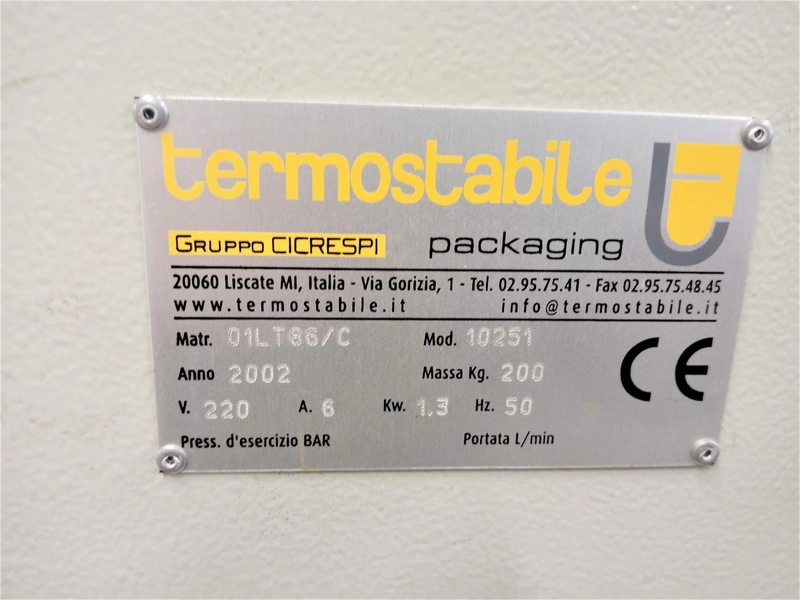 termostabile
GRUPPO CICRESPI packaging
20060 Liscate MI, Italia - Via Gorizia, 1 - Tel. 02.95.75.41 - Fax 02.95.75.48.45
www.termostabile.it info@termostabile.it
Matr. 01LT86/C Mod. 10251
Anno 2002 Massa Kg. 200 CE
V. 220 A. 6 Kw. 1.3 Hz. 50
Press. d'esercizio BAR Portata L/min